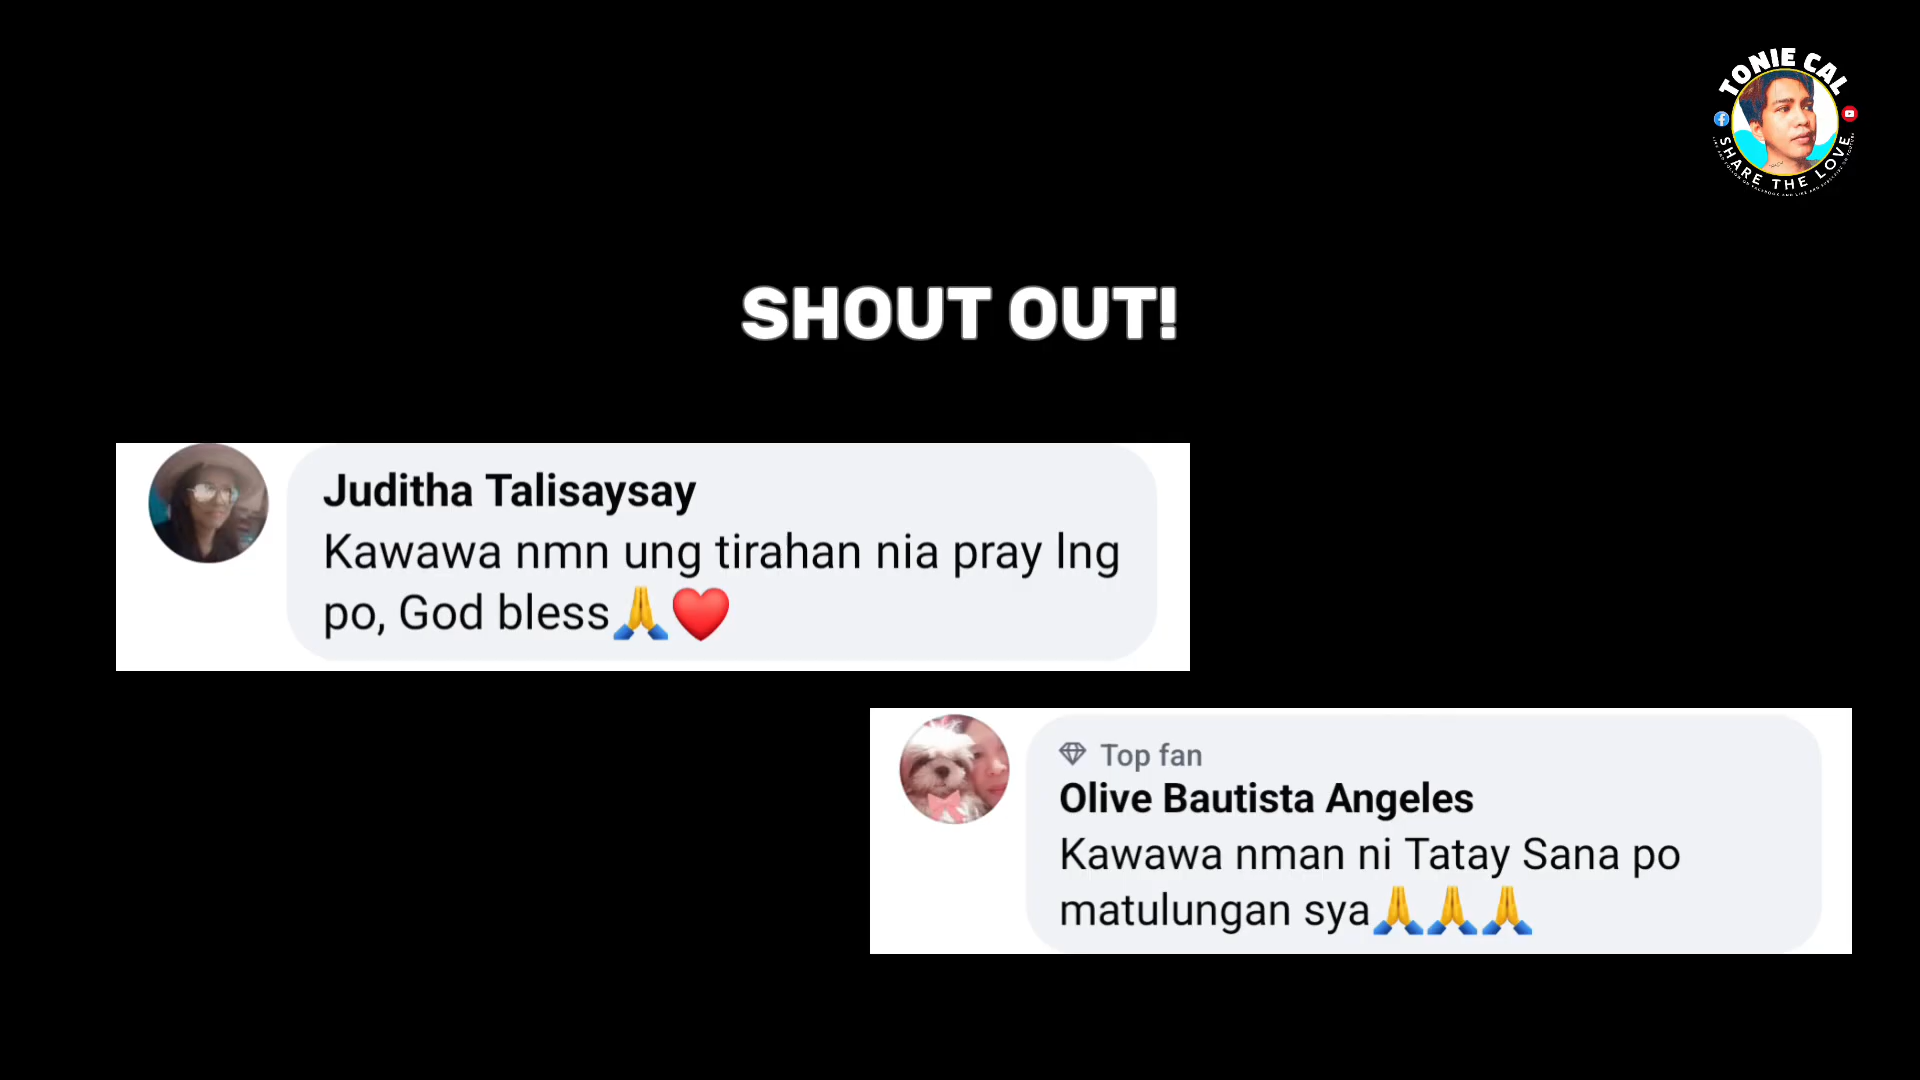 TONIE CAL
SHARE THE LOVE
SHOUT OUT!
Juditha Talisaysay
Kawawa nmn ung tirahan nia pray lng
po, God bless🙏❤️
Top fan
Olive Bautista Angeles
Kawawa nman ni Tatay Sana po
matulungan sya🙏🙏🙏